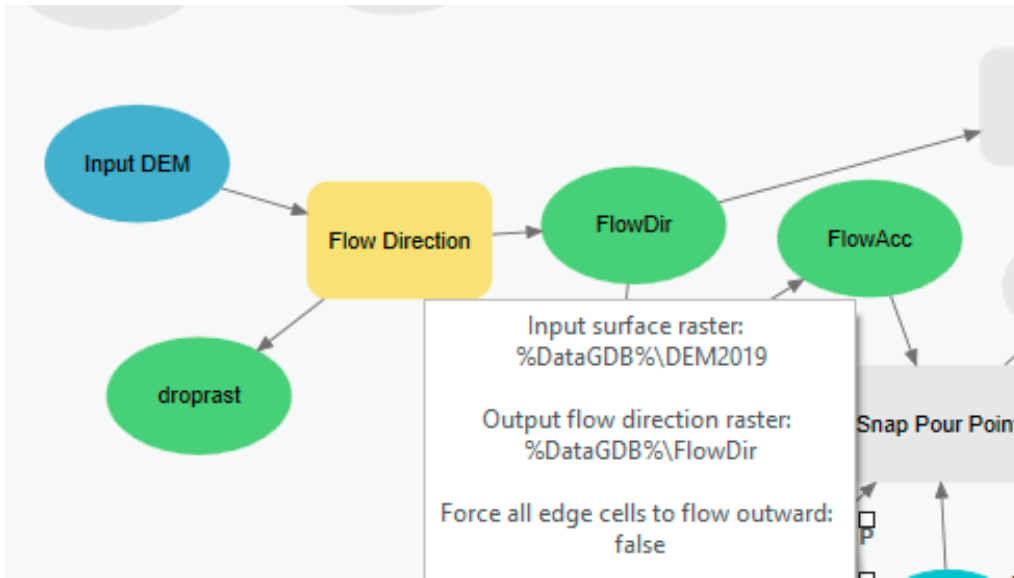 Input DEM
Flow Direction
FlowDir
FlowAcc
droprast
Input surface raster:
%DataGDB%\DEM2019
Output flow direction raster:
%DataGDB%\FlowDir
Force all edge cells to flow outward:
false
Snap Pour Poin
P